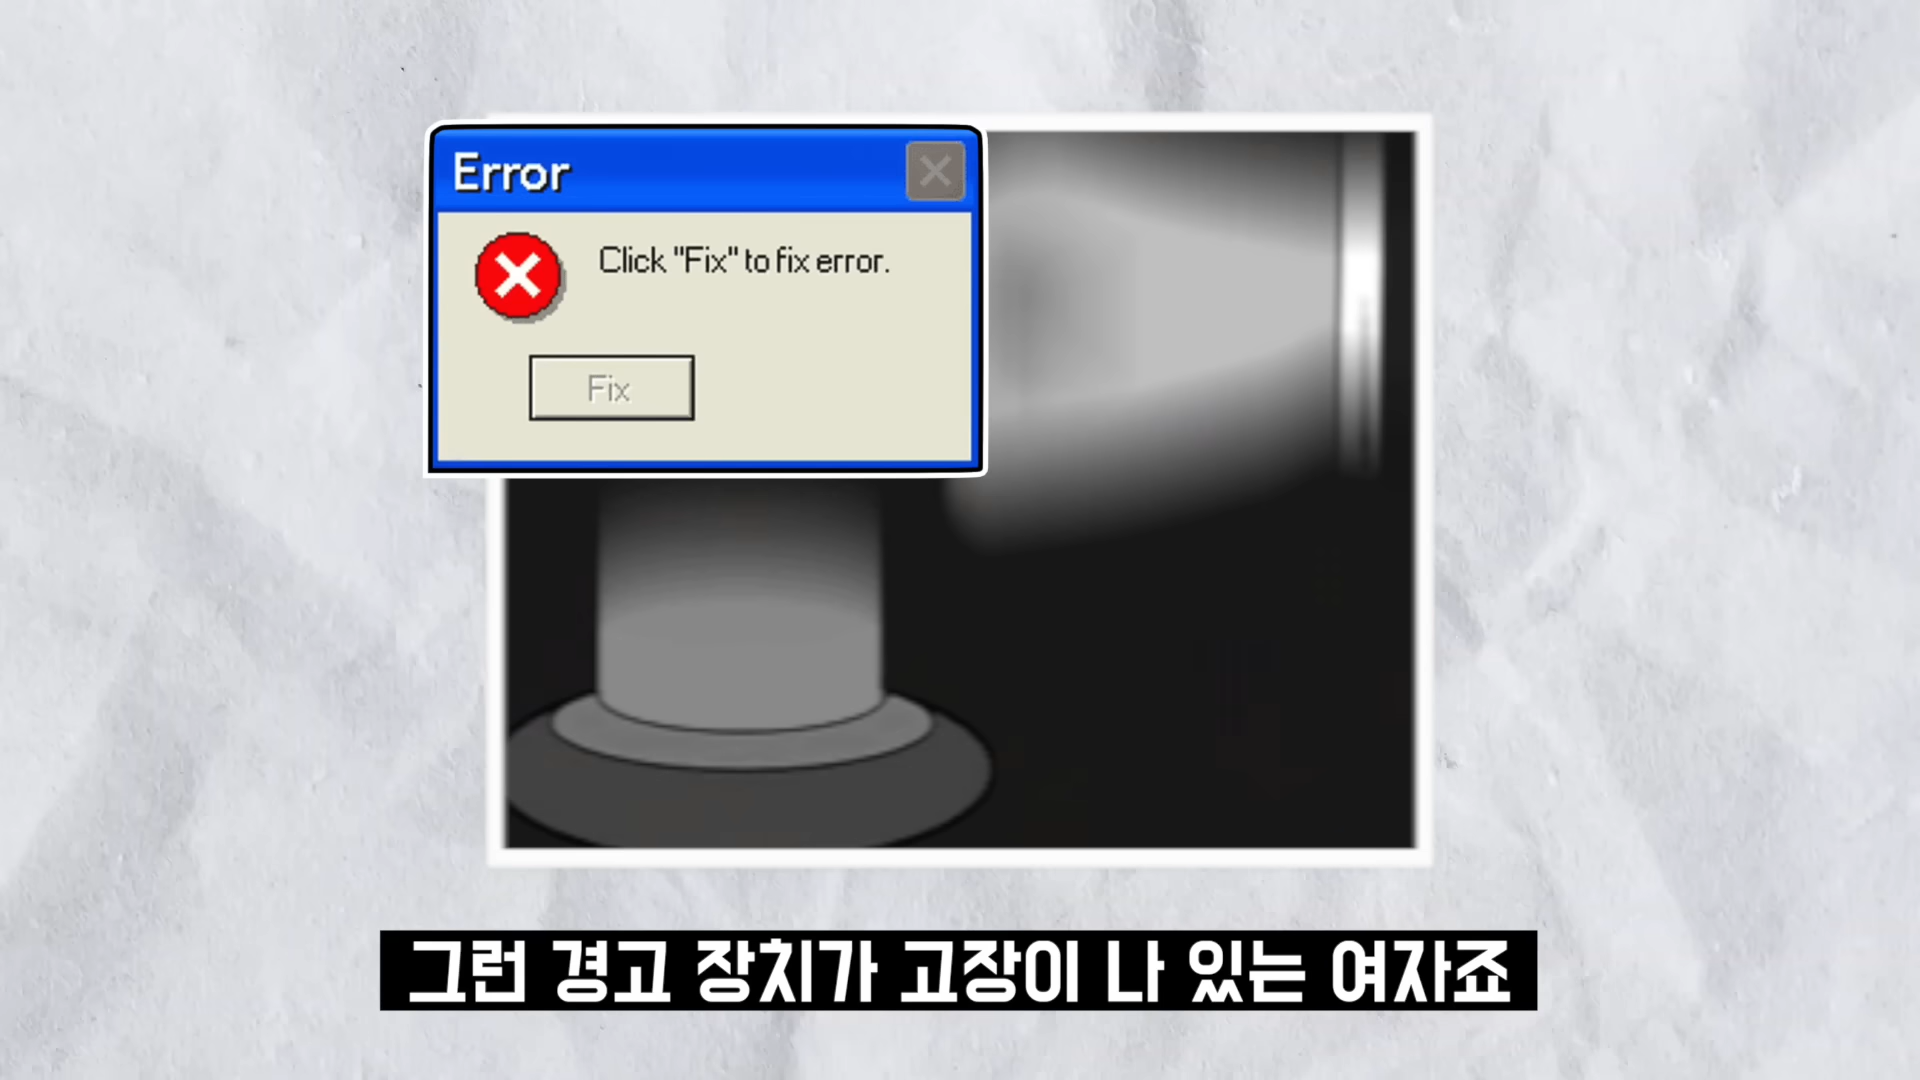 Error
Click "Fix" to fix error.
Fix
그런 경고 장치가 고장이 나 있는 여자죠